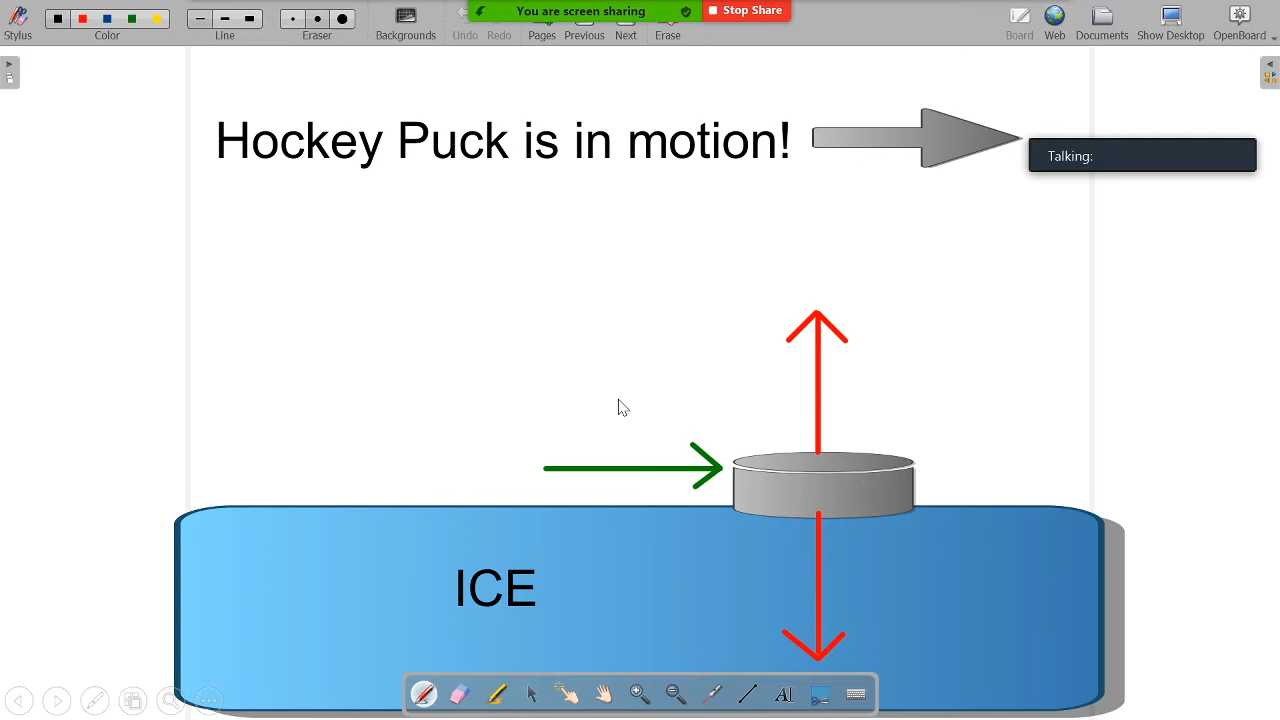 You are screen sharing Stop Share
Stylus Color Line Eraser Backgrounds Undo Redo Pages Previous Next Erase Board Web Documents Show Desktop OpenBoard
Hockey Puck is in motion!
Talking:
ICE